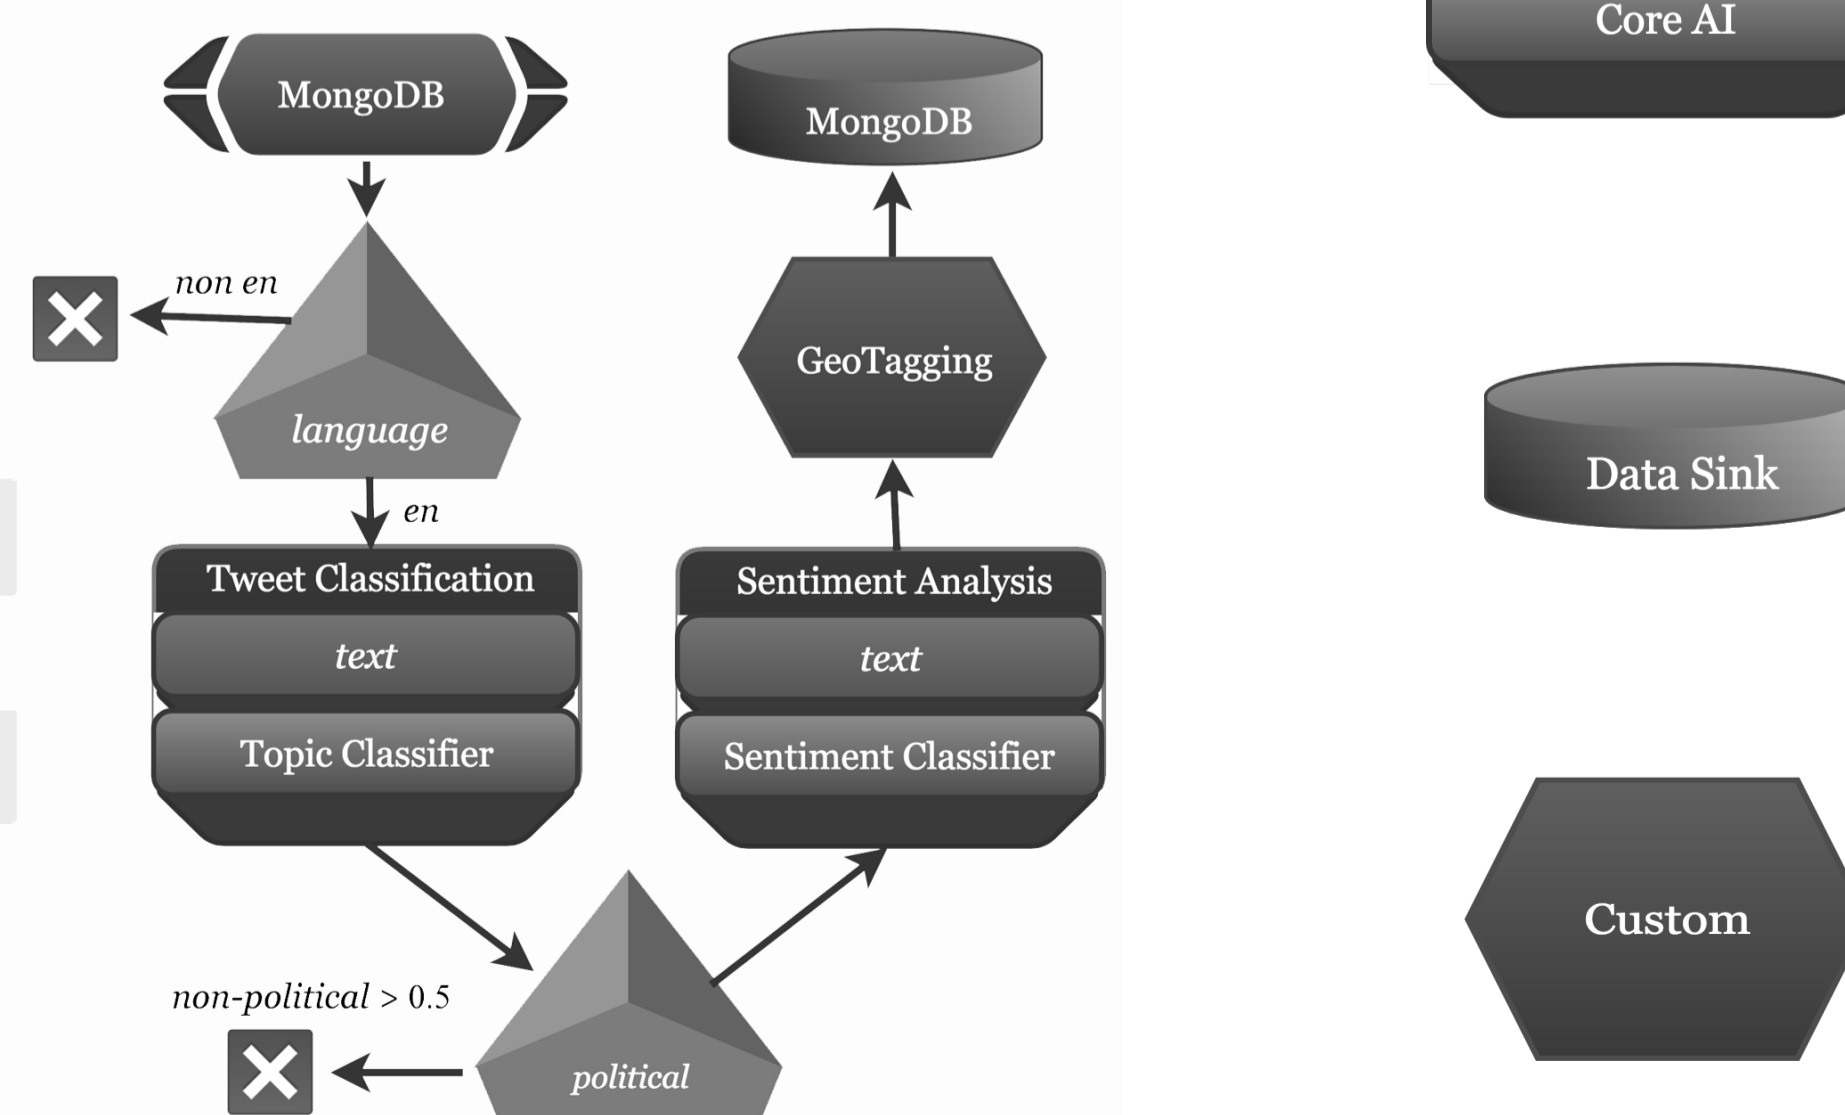 MongoDB
non en
language
en
Tweet Classification
text
Topic Classifier
non-political > 0.5
political
MongoDB
GeoTagging
Sentiment Analysis
text
Sentiment Classifier
Core AI
Data Sink
Custom